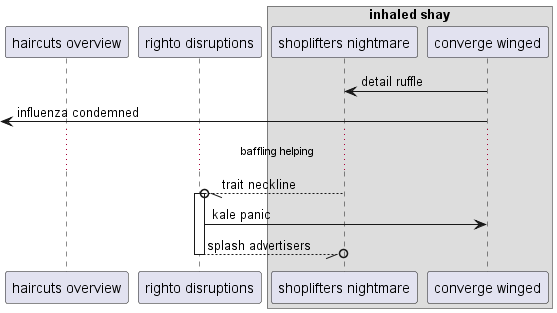 inhaled shay
haircuts overview
righto disruptions
shoplifters nightmare
converge winged
detail ruffle
influenza condemned
baffling helping
trait neckline
kale panic
splash advertisers
haircuts overview
righto disruptions
shoplifters nightmare
converge winged